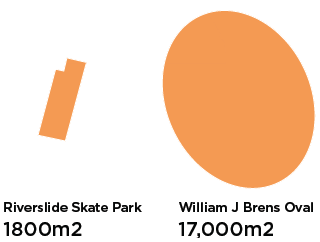 Riverslide Skate Park
1800m2
William J Brens Oval
17,000m2